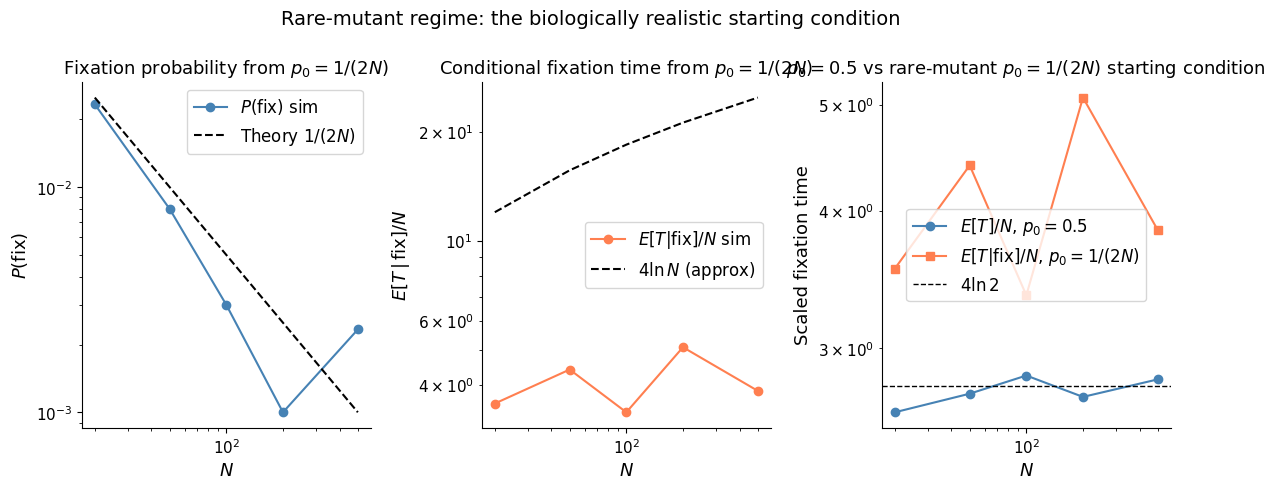 Rare-mutant regime: the biologically realistic starting condition
Fixation probability from p₀ = 1/(2N)
P(fix)
10⁻²
10⁻³
P(fix) sim
Theory 1/(2N)
10²
N
Conditional fixation time from p₀ = 1/(2N)
E[T | fix]/N
2 × 10¹
10¹
6 × 10⁰
4 × 10⁰
E[T|fix]/N sim
4 ln N (approx)
10²
N
p₀ = 0.5 vs rare-mutant p₀ = 1/(2N) starting condition
Scaled fixation time
5 × 10⁰
4 × 10⁰
3 × 10⁰
E[T]/N, p₀ = 0.5
E[T|fix]/N, p₀ = 1/(2N)
4 ln 2
10²
N